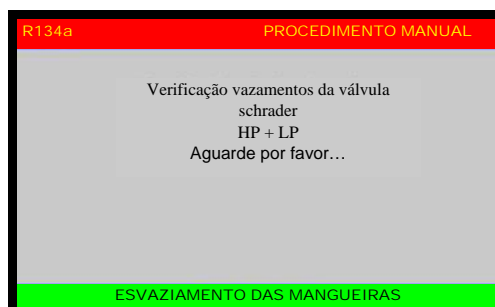 R134a PROCEDIMENTO MANUAL
Verificação vazamentos da válvula
schrader
HP + LP
Aguarde por favor…
ESVAZIAMENTO DAS MANGUEIRAS